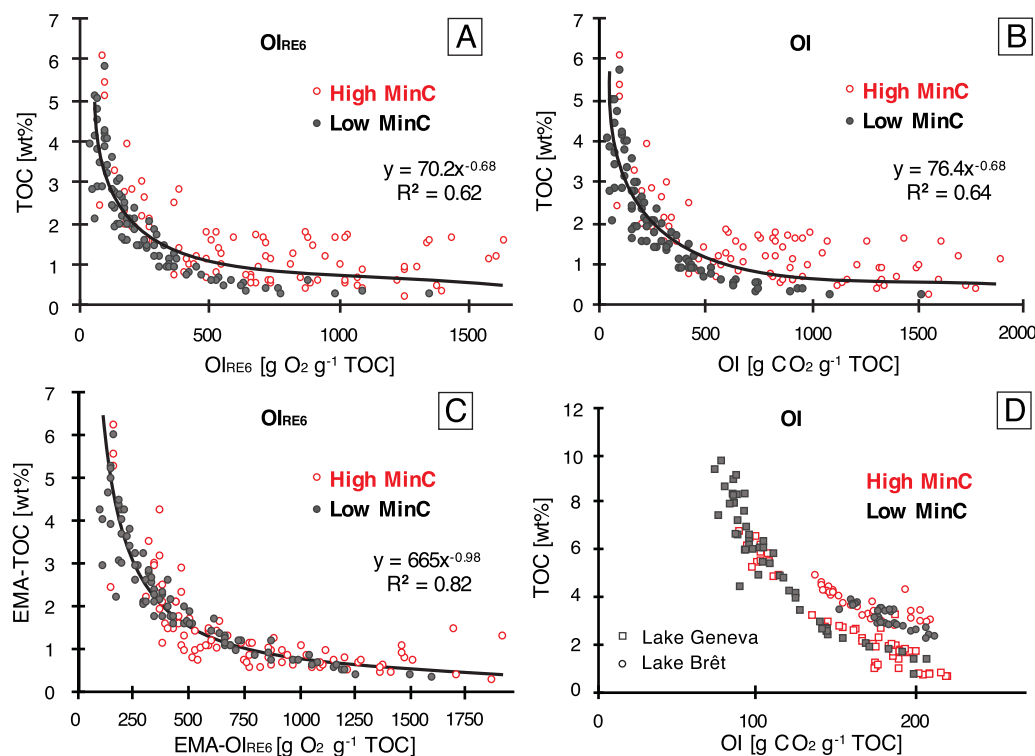 A
OIRE6
High MinC
Low MinC
y = 70.2x-0.68
R² = 0.62
TOC [wt%]
7
6
5
4
3
2
1
0
0 500 1000 1500
OIRE6 [g O2 g-1 TOC]
B
OI
High MinC
Low MinC
y = 76.4x-0.68
R² = 0.64
TOC [wt%]
7
6
5
4
3
2
1
0
0 500 1000 1500 2000
OI [g CO2 g-1 TOC]
C
OIRE6
High MinC
Low MinC
y = 665x-0.98
R² = 0.82
EMA-TOC [wt%]
7
6
5
4
3
2
1
0
0 250 500 750 1000 1250 1500 1750
EMA-OIRE6 [g O2 g-1 TOC]
D
OI
High MinC
Low MinC
TOC [wt%]
12
10
8
6
4
2
0
Lake Geneva
Lake Brêt
0 100 200
OI [g CO2 g-1 TOC]